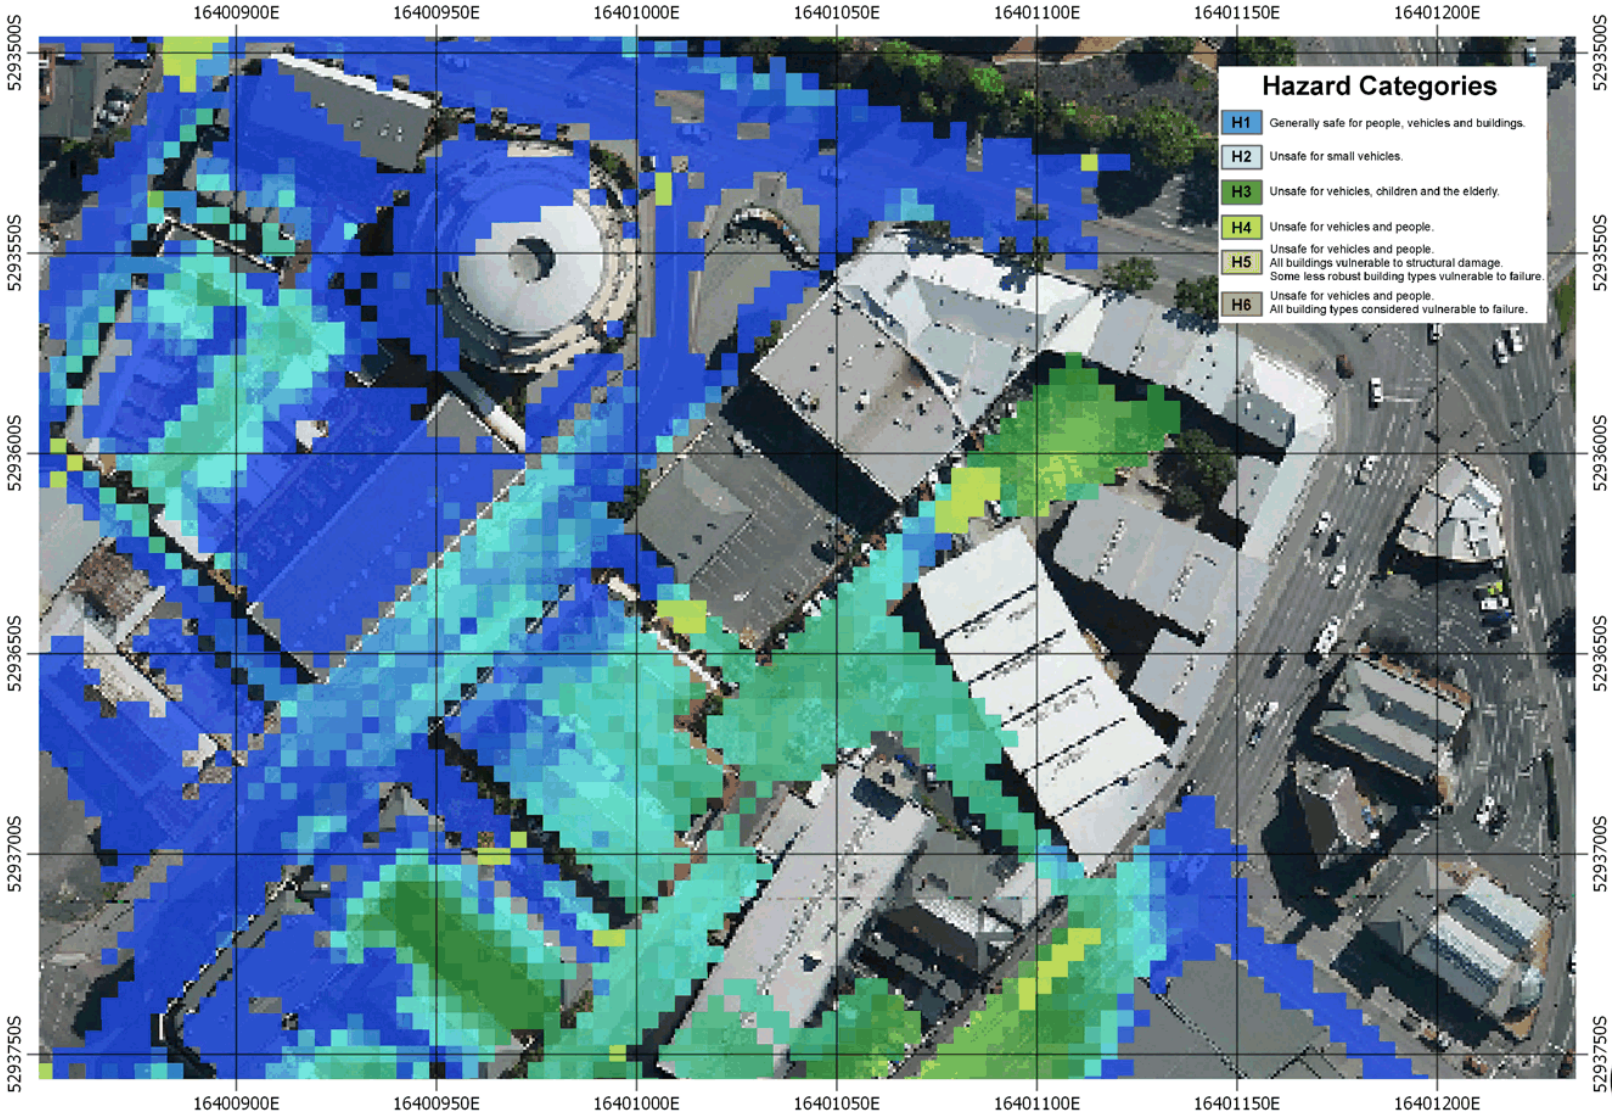 16400900E 16400950E 16401000E 16401050E 16401100E 16401150E 16401200E
5293500S 5293500S
Hazard Categories
H1 Generally safe for people, vehicles and buildings.
H2 Unsafe for small vehicles.
H3 Unsafe for vehicles, children and the elderly.
H4 Unsafe for vehicles and people.
H5 Unsafe for vehicles and people.
All buildings vulnerable to structural damage.
Some less robust building types vulnerable to failure.
H6 Unsafe for vehicles and people.
All building types considered vulnerable to failure.
5293550S 5293550S
5293600S 5293600S
5293650S 5293650S
5293700S 5293700S
5293750S 5293750S
16400900E 16400950E 16401000E 16401050E 16401100E 16401150E 16401200E